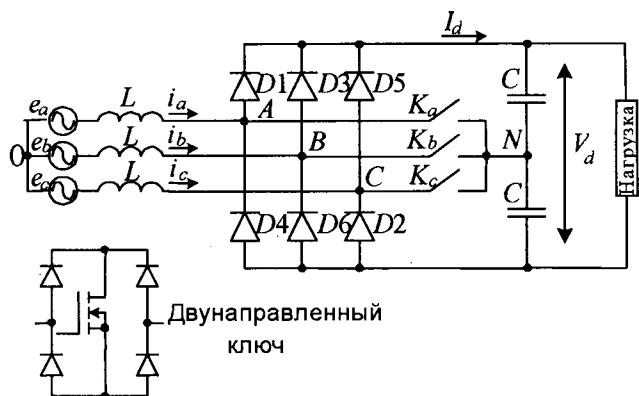 I_d
D1 D3 D5
C
e_a L i_a A K_a
0 e_b L i_b B K_b N V_d Нагрузка
e_c L i_c C K_c
C
D4 D6 D2
Двунаправленный
ключ